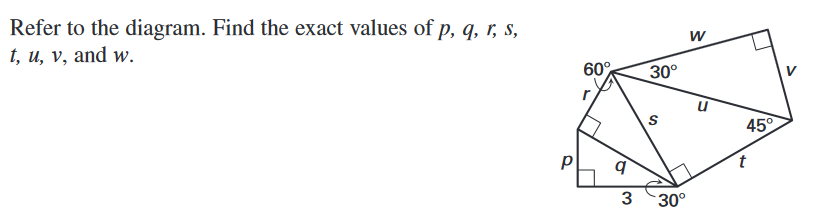 Refer to the diagram. Find the exact values of p, q, r, s,
t, u, v, and w.
w
60°
30°
v
r
u
s
45°
p
q
t
3
30°